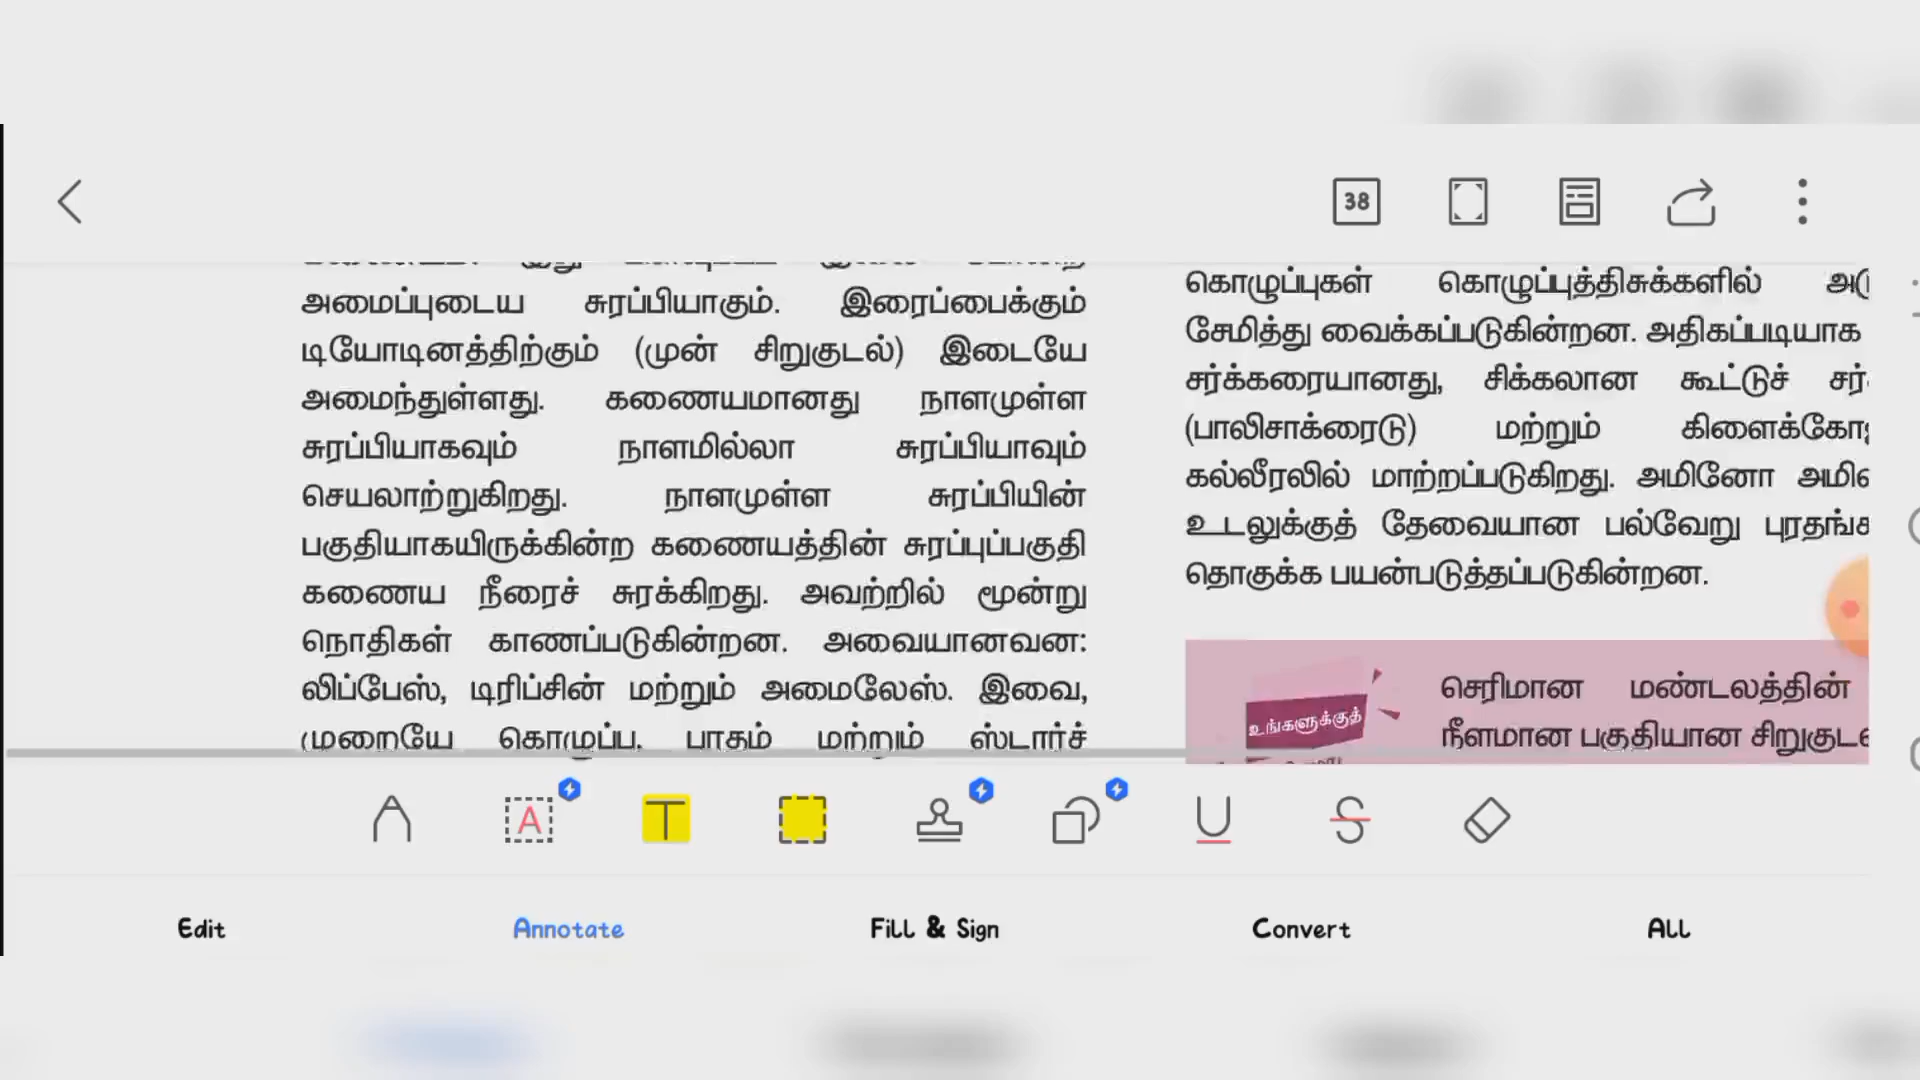 38
அமைப்புடைய சுரப்பியாகும். இரைப்பைக்கும்
டியோடினத்திற்கும் (முன் சிறுகுடல்) இடையே
அமைந்துள்ளது. கணையமானது நாளமுள்ள
சுரப்பியாகவும் நாளமில்லா சுரப்பியாவும்
செயலாற்றுகிறது. நாளமுள்ள சுரப்பியின்
பகுதியாகயிருக்கின்ற கணையத்தின் சுரப்புப்பகுதி
கணைய நீரைச் சுரக்கிறது. அவற்றில் மூன்று
நொதிகள் காணப்படுகின்றன. அவையானவன:
லிப்பேஸ், டிரிப்சின் மற்றும் அமைலேஸ். இவை,
முறையே கொழுப்பு, மற்றும் ஸ்டார்ச்
கொழுப்புகள் கொழுப்புத்திசுக்களில்
சேமித்து வைக்கப்படுகின்றன. அதிகப்படியாக
சர்க்கரையானது, சிக்கலான கூட்டுச்
(பாலிசாக்ரைடு) மற்றும்
கல்லீரலில் மாற்றப்படுகிறது. அமினோ
உடலுக்குத் தேவையான பல்வேறு
தொகுக்க பயன்படுத்தப்படுகின்றன.
உங்களுக்குத்
செரிமான மண்டலத்தின்
நீளமான பகுதியான
Edit Annotate Fill & Sign Convert All